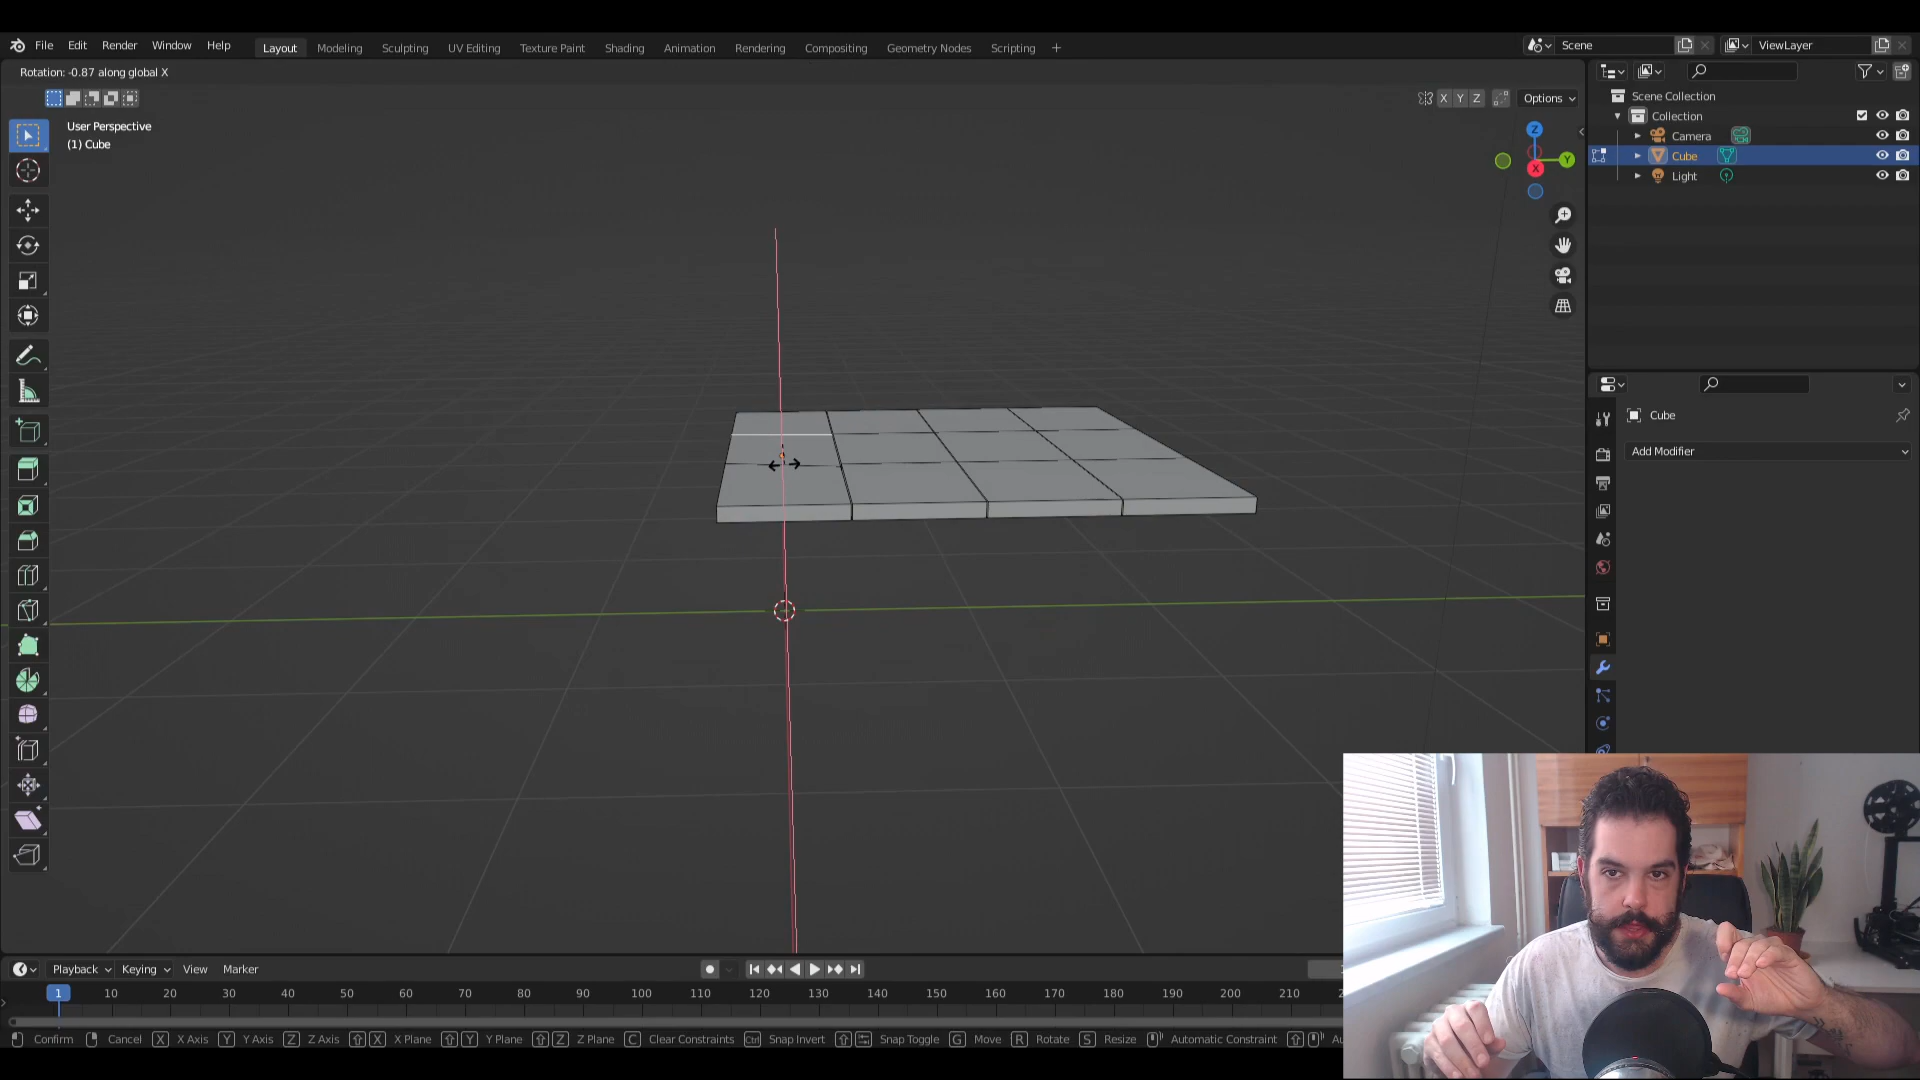 File Edit Render Window Help Layout Modeling Sculpting UV Editing Texture Paint Shading Animation Rendering Compositing Geometry Nodes Scripting + Scene ViewLayer
Rotation: -0.87 along global X
X Y Z Options
User Perspective
(1) Cube
Scene Collection
Collection
Camera
Cube
Light
Z
Y
X
Cube
Add Modifier
Playback Keying View Marker
1 10 20 30 40 50 60 70 80 90 100 110 120 130 140 150 160 170 180 190 200 210
Confirm Cancel X X Axis Y Y Axis Z Z Axis X X Plane Y Y Plane Z Z Plane C Clear Constraints Ctrl Snap Invert Snap Toggle G Move R Rotate S Resize Automatic Constraint